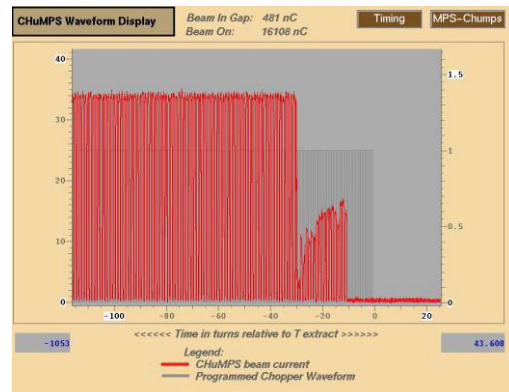 CHuMPS Waveform Display
Beam In Gap: 481 nC
Beam On: 16108 nC
Timing
MPS-Chumps
40
30
20
10
0
1.5
1
0.5
0
-100 -80 -60 -40 -20 0 20
<<<<<< Time in turns relative to T extract >>>>>>
-1053
43.608
Legend:
CHuMPS beam current
Programmed Chopper Waveform